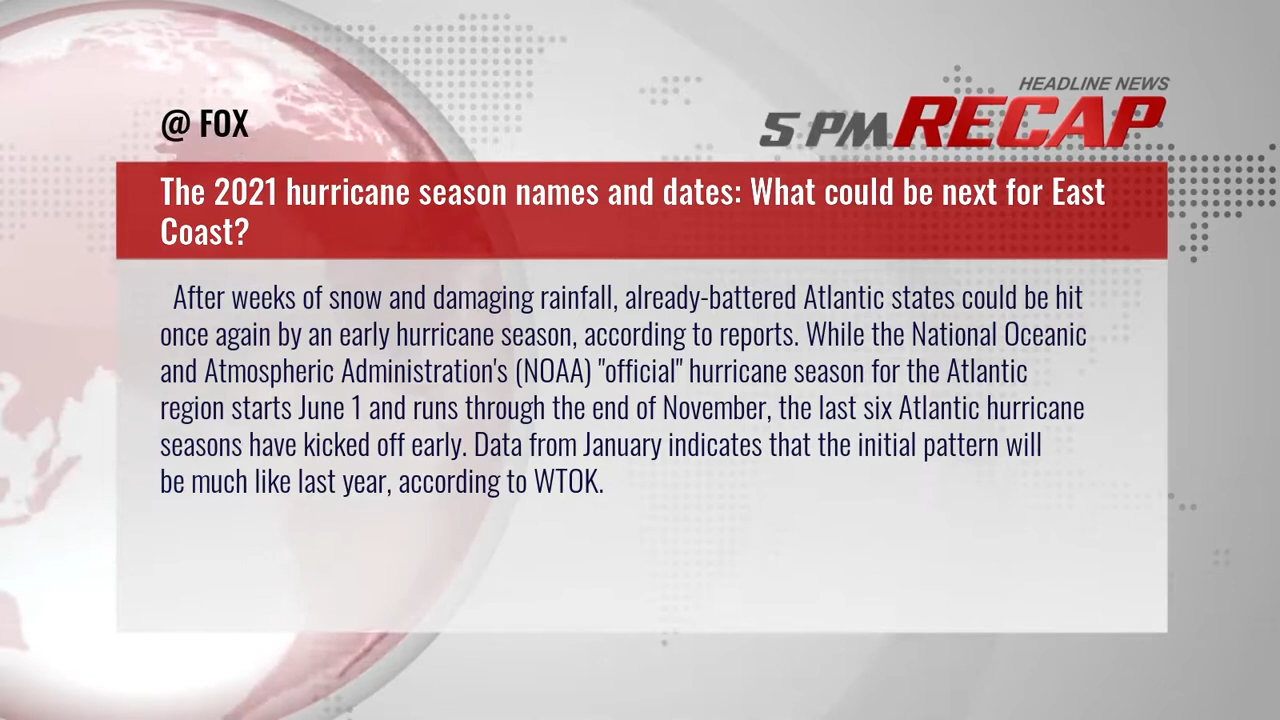 HEADLINE NEWS
@ FOX
5 PM RECAP
The 2021 hurricane season names and dates: What could be next for East
Coast?
After weeks of snow and damaging rainfall, already-battered Atlantic states could be hit
once again by an early hurricane season, according to reports. While the National Oceanic
and Atmospheric Administration's (NOAA) "official" hurricane season for the Atlantic
region starts June 1 and runs through the end of November, the last six Atlantic hurricane
seasons have kicked off early. Data from January indicates that the initial pattern will
be much like last year, according to WTOK.